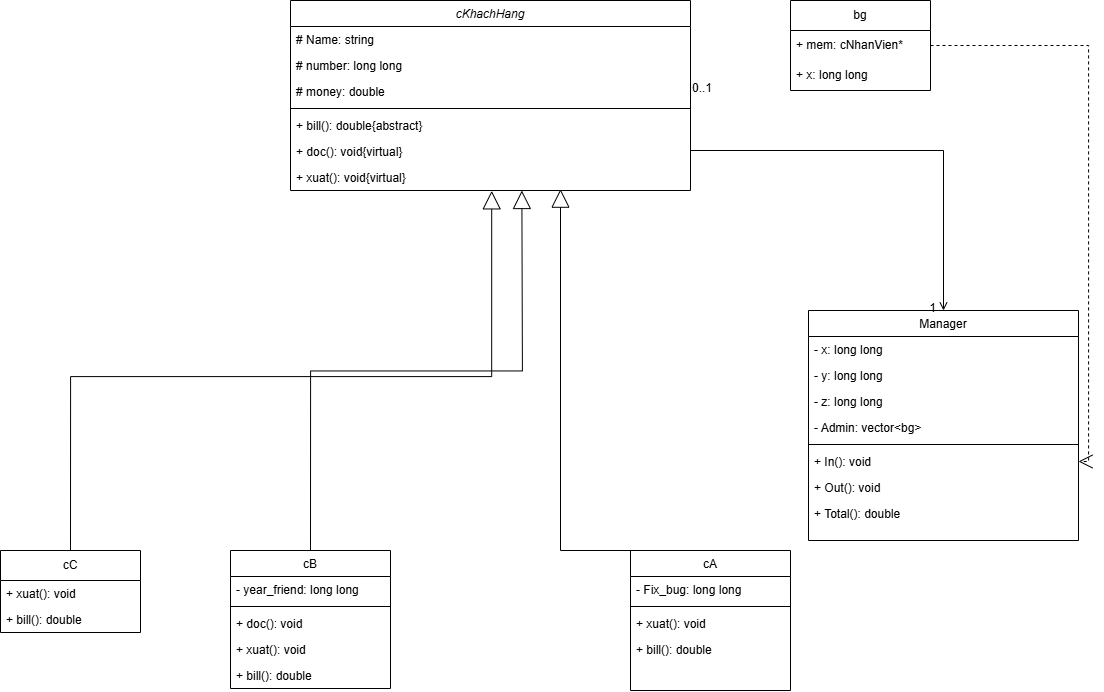 cKhachHang
# Name: string
# number: long long
# money: double
+ bill(): double{abstract}
+ doc(): void{virtual}
+ xuat(): void{virtual}
bg
+ mem: cNhanVien*
+ x: long long
0..1
1
Manager
- x: long long
- y: long long
- z: long long
- Admin: vector<bg>
+ In(): void
+ Out(): void
+ Total(): double
cC
+ xuat(): void
+ bill(): double
cB
- year_friend: long long
+ doc(): void
+ xuat(): void
+ bill(): double
cA
- Fix_bug: long long
+ xuat(): void
+ bill(): double